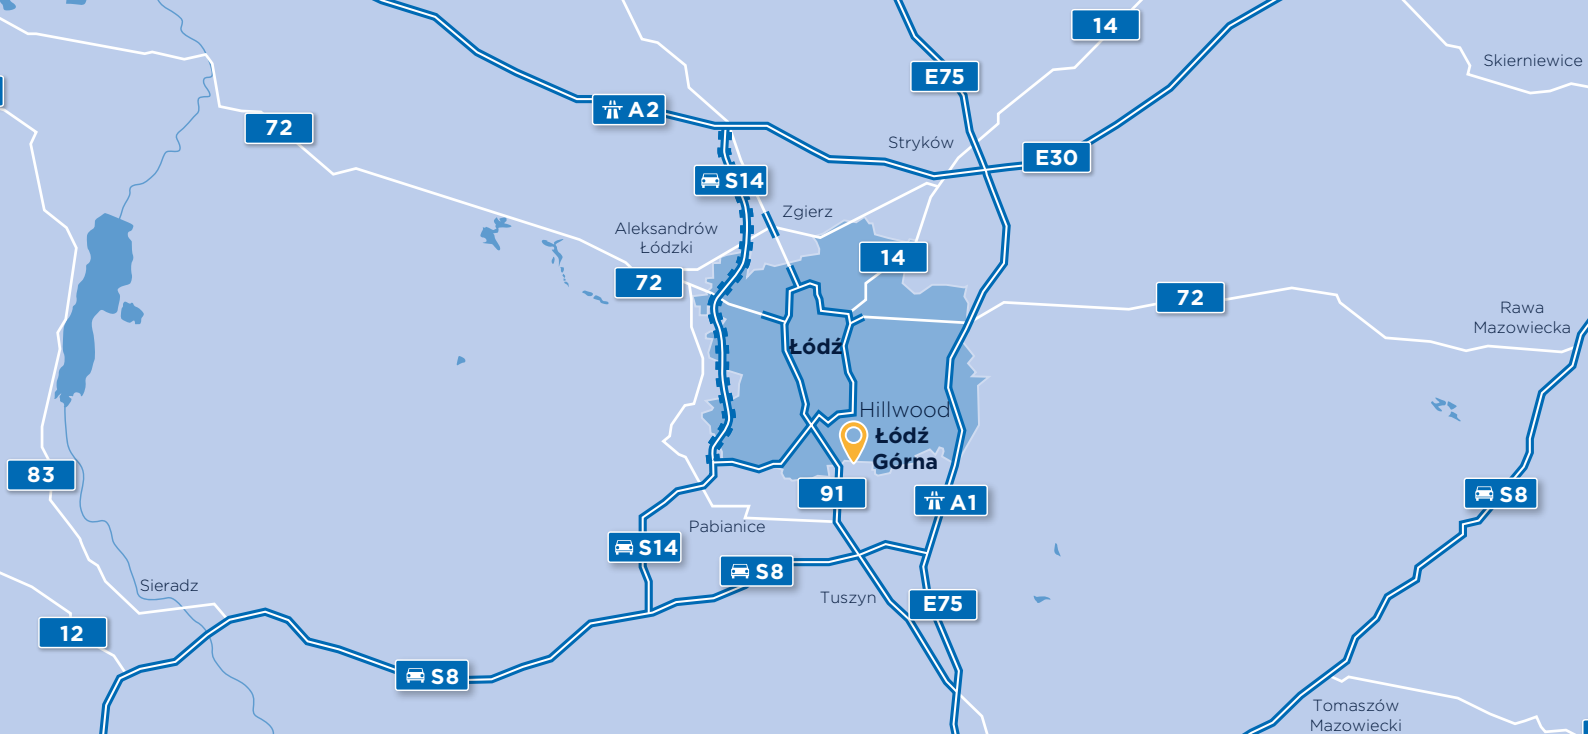 14
Skierniewice
E75
A2
72
Stryków
E30
S14
Zgierz
Aleksandrów
Łódzki
14
72
72
Rawa
Mazowiecka
Łódź
Hillwood
Łódź
Górna
83
91
A1
S8
Pabianice
S14
S8
Sieradz
Tuszyn
E75
12
S8
Tomaszów
Mazowiecki